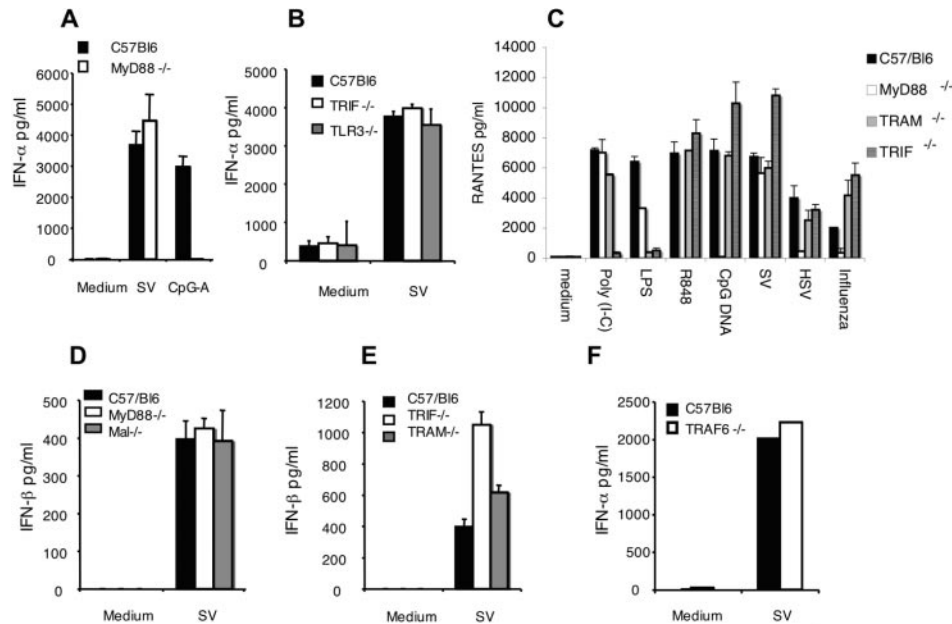 A
C57Bl6
MyD88 -/-
IFN-α pg/ml
6000
5000
4000
3000
2000
1000
0
Medium SV CpG-A
B
C57Bl6
TRIF -/-
TLR3-/-
IFN-α pg/ml
5000
4000
3000
2000
1000
0
Medium SV
C
RANTES pg/ml
14000
12000
10000
8000
6000
4000
2000
0
C57/Bl6
MyD88 -/-
TRAM -/-
TRIF -/-
medium
Poly (I-C)
LPS
R848
CpG DNA
SV
HSV
Influenza
D
C57/Bl6
MyD88-/-
Mal-/-
IFN-β pg/ml
500
400
300
200
100
0
Medium SV
E
C57/Bl6
TRIF-/-
TRAM-/-
IFN-β pg/ml
1200
1000
800
600
400
200
0
Medium SV
F
C57Bl6
TRAF6 -/-
IFN-α pg/ml
2500
2000
1500
1000
500
0
Medium SV